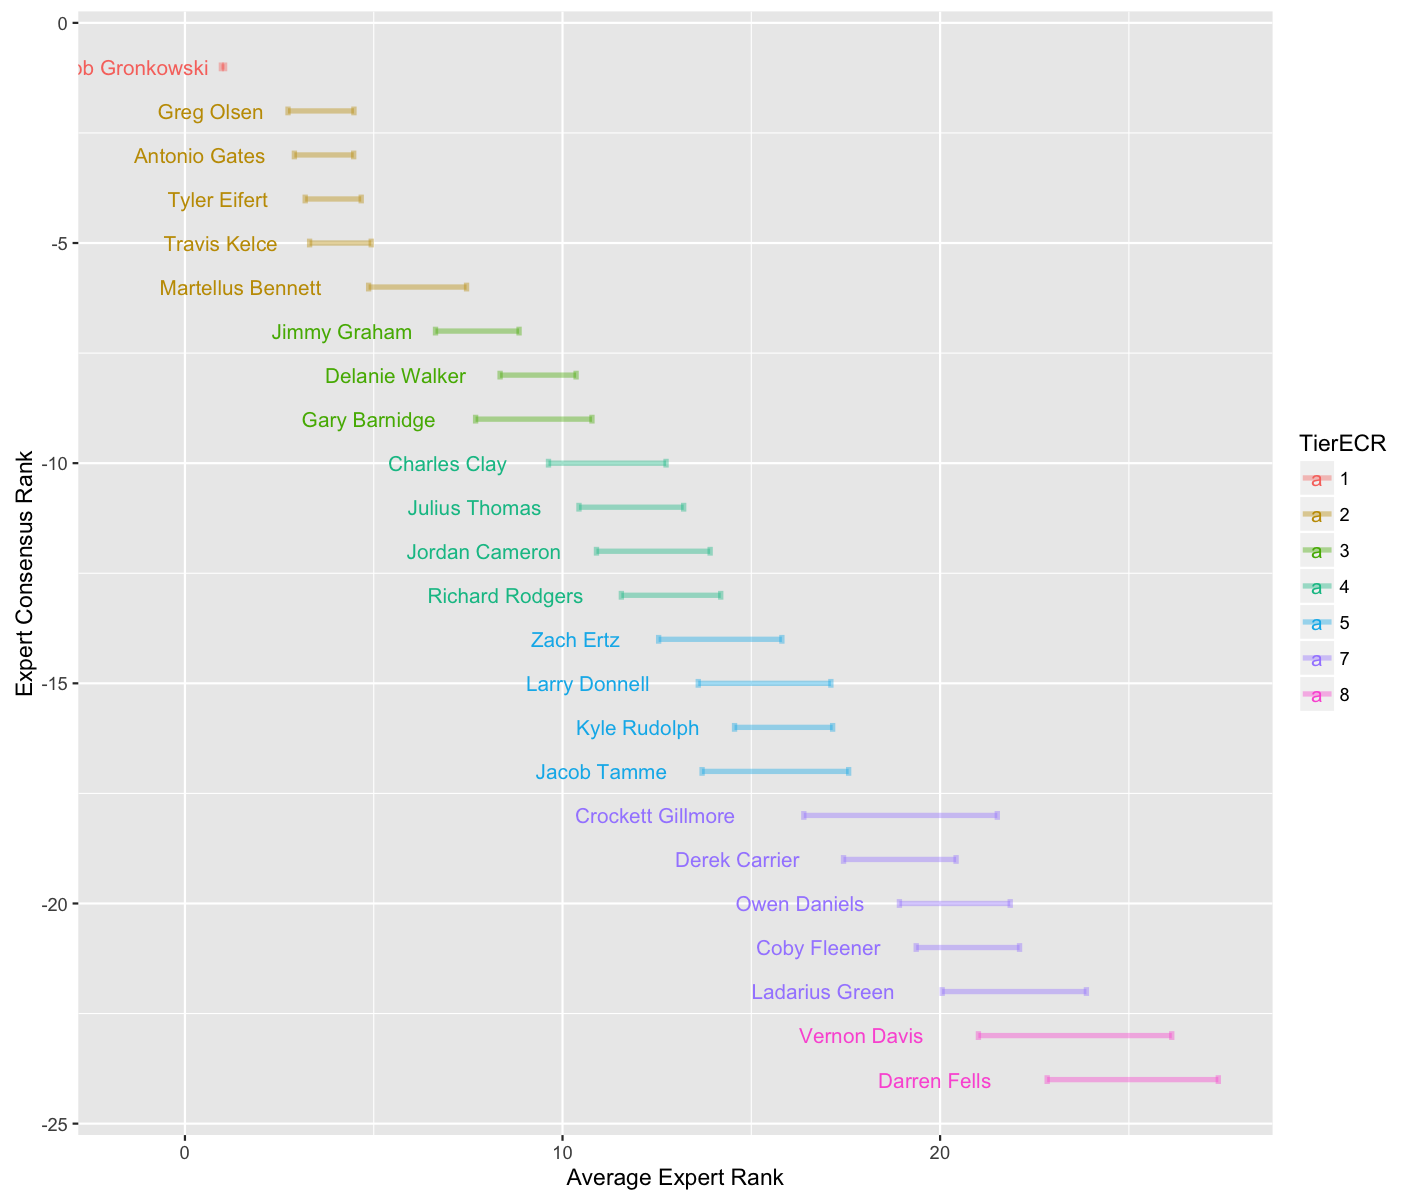 0
ob Gronkowski
Greg Olsen
Antonio Gates
Tyler Eifert
Travis Kelce
-5
Martellus Bennett
Jimmy Graham
Delanie Walker
Gary Barnidge
Charles Clay
-10
Julius Thomas
Jordan Cameron
Richard Rodgers
Zach Ertz
Larry Donnell
-15
Kyle Rudolph
Jacob Tamme
Crockett Gillmore
Derek Carrier
Owen Daniels
-20
Coby Fleener
Ladarius Green
Vernon Davis
Darren Fells
-25
0 10 20
Average Expert Rank
Expert Consensus Rank
TierECR
a 1
a 2
a 3
a 4
a 5
a 7
a 8